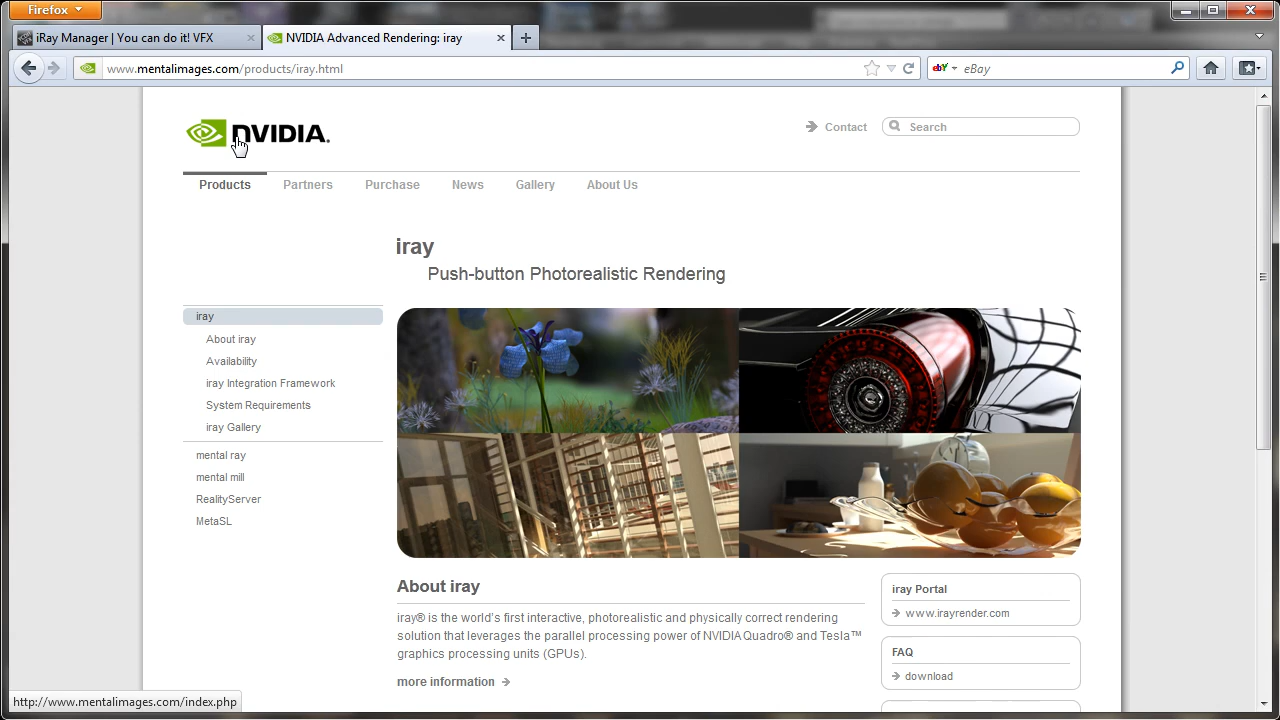 Firefox
iRay Manager | You can do it! VFX
NVIDIA Advanced Rendering: iray
www.mentalimages.com/products/iray.html
ebY
eBay
NVIDIA.
Contact
Search
Products
Partners
Purchase
News
Gallery
About Us
iray
Push-button Photorealistic Rendering
iray
About iray
Availability
iray Integration Framework
System Requirements
iray Gallery
mental ray
mental mill
RealityServer
MetaSL
About iray
iray® is the world's first interactive, photorealistic and physically correct rendering
solution that leverages the parallel processing power of NVIDIA Quadro® and Tesla™
graphics processing units (GPUs).
more information
iray Portal
www.irayrender.com
FAQ
download
http://www.mentalimages.com/index.php